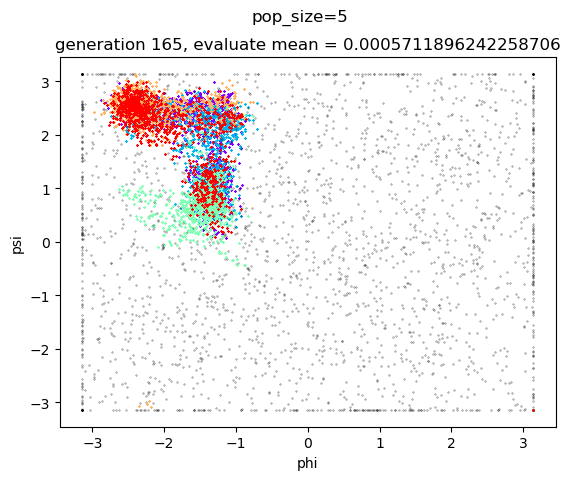 pop_size=5
generation 165, evaluate mean = 0.0005711896242258706
3
2
1
0
−1
−2
−3
psi
−3 −2 −1 0 1 2 3
phi